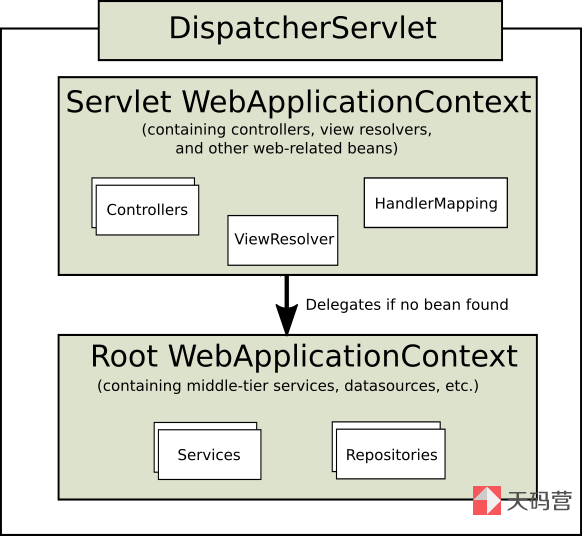 DispatcherServlet
Servlet WebApplicationContext
(containing controllers, view resolvers,
and other web-related beans)
Controllers
HandlerMapping
ViewResolver
Delegates if no bean found
Root WebApplicationContext
(containing middle-tier services, datasources, etc.)
Services
Repositories
天码营